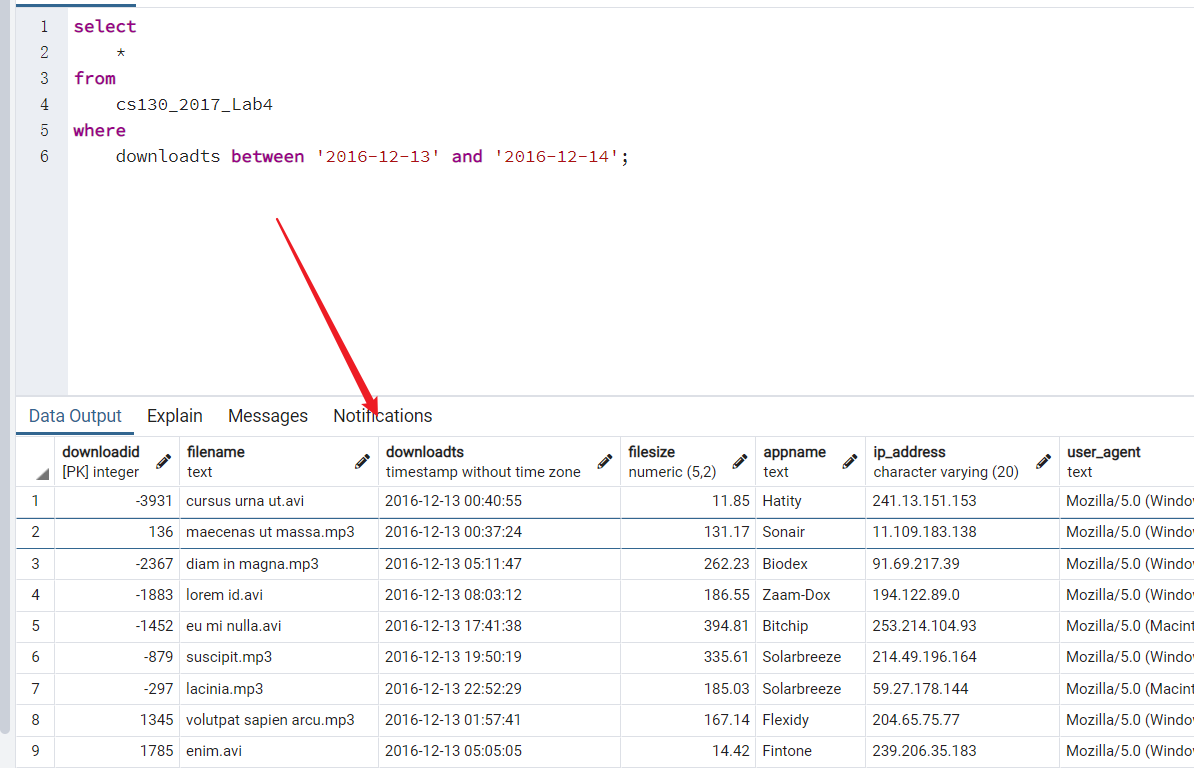 1 select
2 *
3 from
4 cs130_2017_Lab4
5 where
6 downloadts between '2016-12-13' and '2016-12-14';
Data Output Explain Messages Notifications
downloadid filename downloadts filesize appname ip_address user_agent
[PK] integer text timestamp without time zone numeric (5,2) text character varying (20) text
1 -3931 cursus urna ut.avi 2016-12-13 00:40:55 11.85 Hatity 241.13.151.153 Mozilla/5.0 (Windo
2 136 maecenas ut massa.mp3 2016-12-13 00:37:24 131.17 Sonair 11.109.183.138 Mozilla/5.0 (Windo
3 -2367 diam in magna.mp3 2016-12-13 05:11:47 262.23 Biodex 91.69.217.39 Mozilla/5.0 (Windo
4 -1883 lorem id.avi 2016-12-13 08:03:12 186.55 Zaam-Dox 194.122.89.0 Mozilla/5.0 (Windo
5 -1452 eu mi nulla.avi 2016-12-13 17:41:38 394.81 Bitchip 253.214.104.93 Mozilla/5.0 (Macint
6 -879 suscipit.mp3 2016-12-13 19:50:19 335.61 Solarbreeze 214.49.196.164 Mozilla/5.0 (Windo
7 -297 lacinia.mp3 2016-12-13 22:52:29 185.03 Solarbreeze 59.27.178.144 Mozilla/5.0 (Macint
8 1345 volutpat sapien arcu.mp3 2016-12-13 01:57:41 167.14 Flexidy 204.65.75.77 Mozilla/5.0 (Windo
9 1785 enim.avi 2016-12-13 05:05:05 14.42 Fintone 239.206.35.183 Mozilla/5.0 (Windo